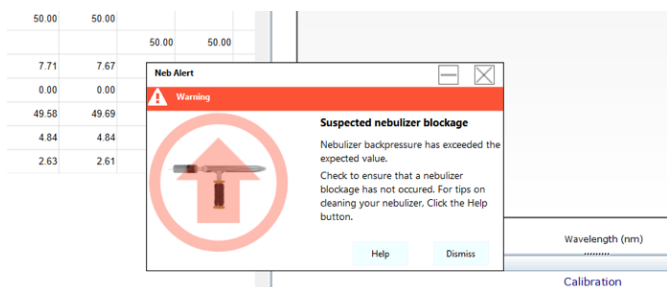 50.00 50.00
50.00 50.00
7.71 7.67
0.00 0.00
49.58 49.69
4.84 4.84
2.63 2.61
Neb Alert
Warning
Suspected nebulizer blockage
Nebulizer backpressure has exceeded the
expected value.
Check to ensure that a nebulizer
blockage has not occured. For tips on
cleaning your nebulizer, Click the Help
button.
Help Dismiss
Wavelength (nm)
Calibration